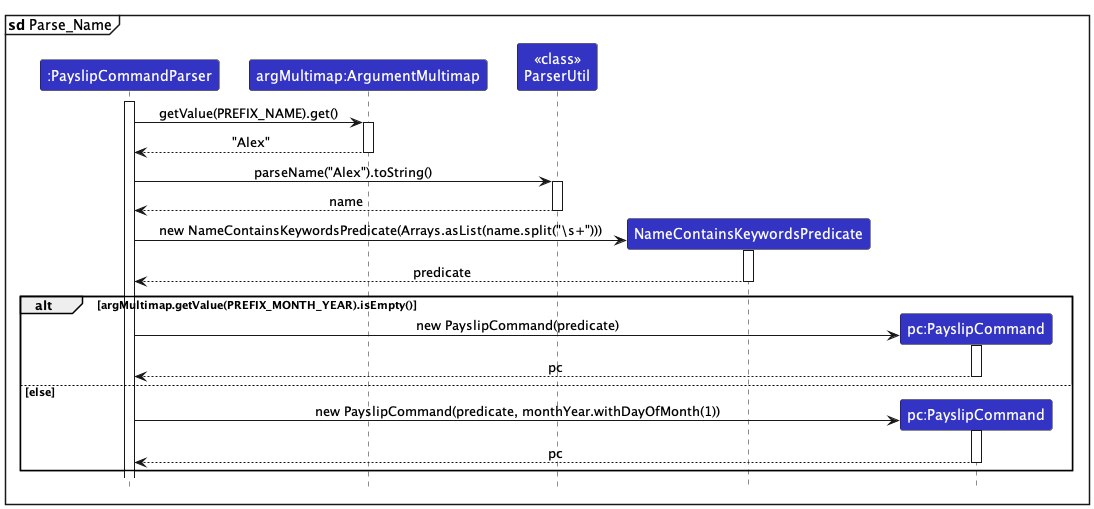 sd Parse_Name
«class»
:PayslipCommandParser
argMultimap:ArgumentMultimap
ParserUtil
getValue(PREFIX_NAME).get()
"Alex"
parseName("Alex").toString()
name
new NameContainsKeywordsPredicate(Arrays.asList(name.split("\s+")))
NameContainsKeywordsPredicate
predicate
alt
[argMultimap.getValue(PREFIX_MONTH_YEAR).isEmpty()]
new PayslipCommand(predicate)
pc:PayslipCommand
pc
[else]
new PayslipCommand(predicate, monthYear.withDayOfMonth(1))
pc:PayslipCommand
pc